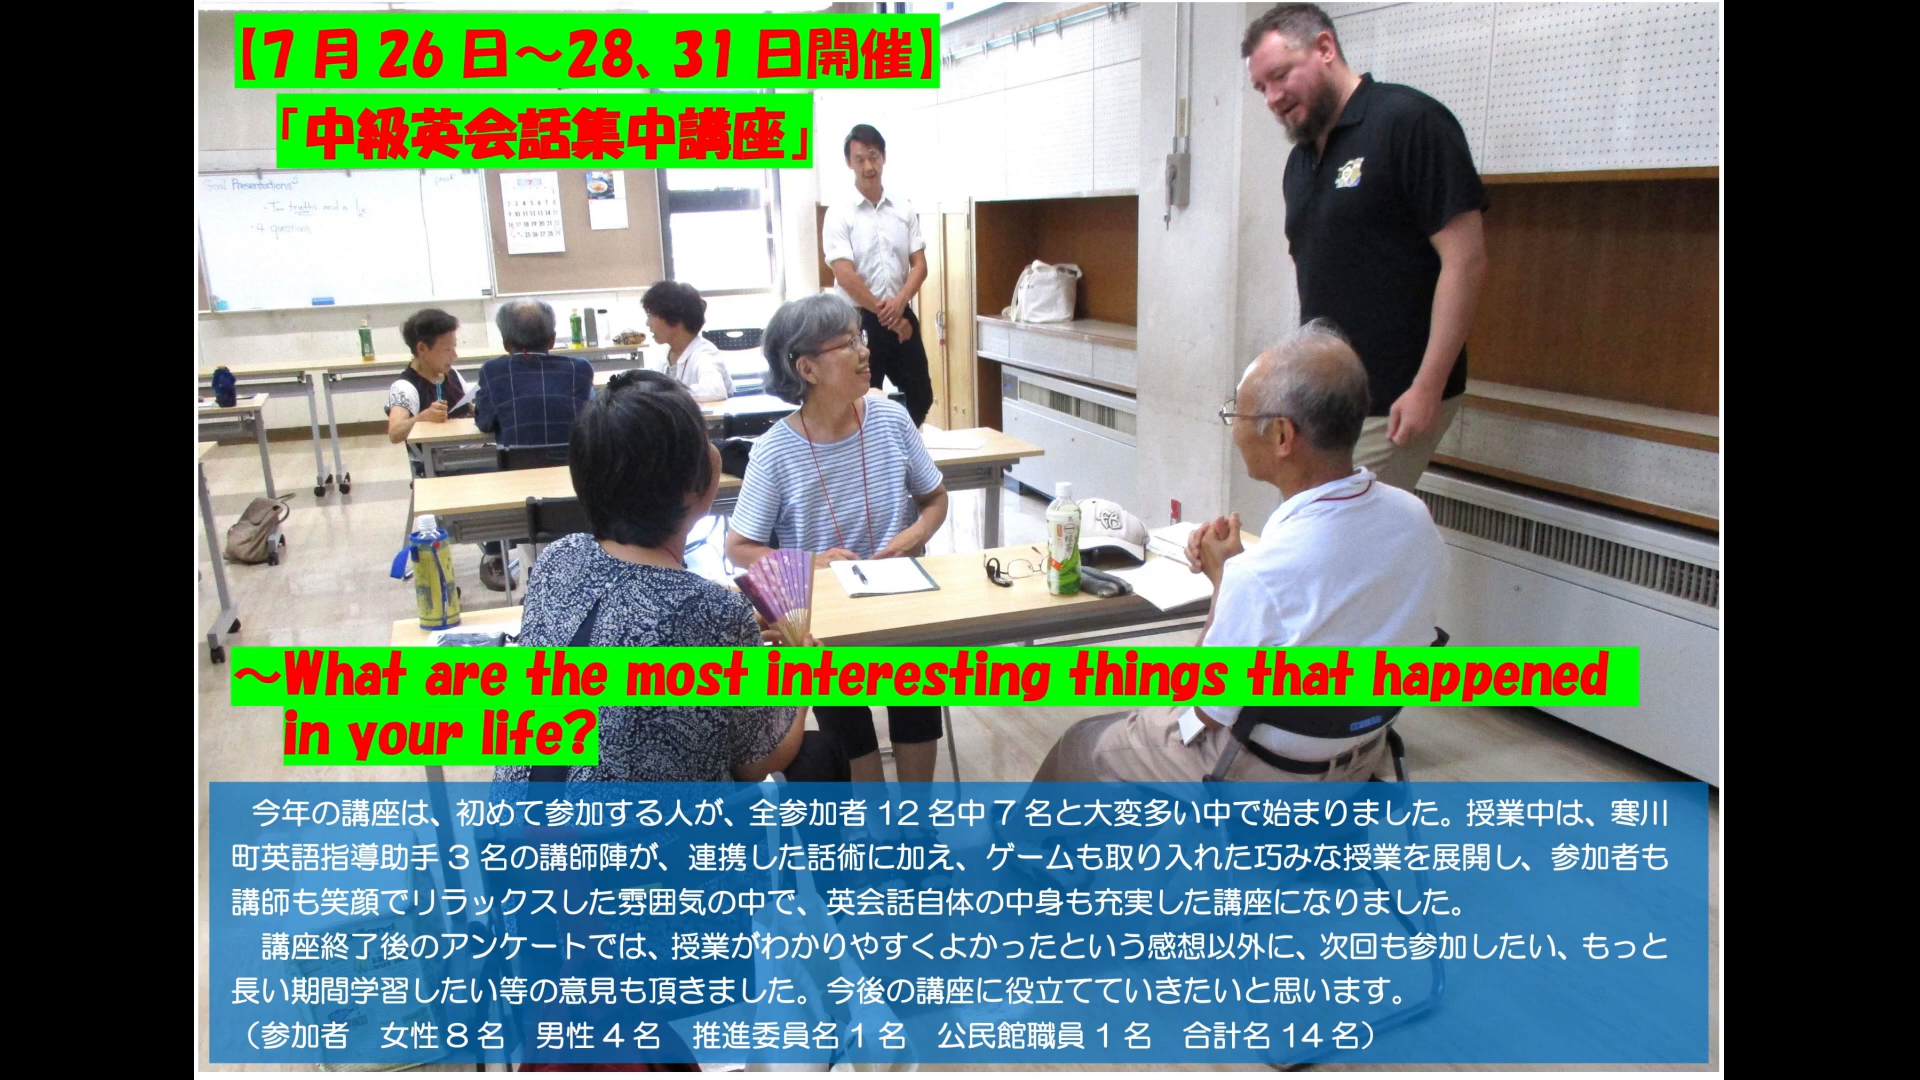 【7月26日～28、31日開催】
「中級英会話集中講座」
Goal Presentations
・Two truths and a lie
・4 questions
～What are the most interesting things that happened
in your life?
今年の講座は、初めて参加する人が、全参加者12名中7名と大変多い中で始まりました。授業中は、寒川
町英語指導助手3名の講師陣が、連携した話術に加え、ゲームも取り入れた巧みな授業を展開し、参加者も
講師も笑顔でリラックスした雰囲気の中で、英会話自体の中身も充実した講座になりました。
講座終了後のアンケートでは、授業がわかりやすくよかったという感想以外に、次回も参加したい、もっと
長い期間学習したい等の意見も頂きました。今後の講座に役立てていきたいと思います。
（参加者　女性8名　男性4名　推進委員名1名　公民館職員1名　合計名14名）